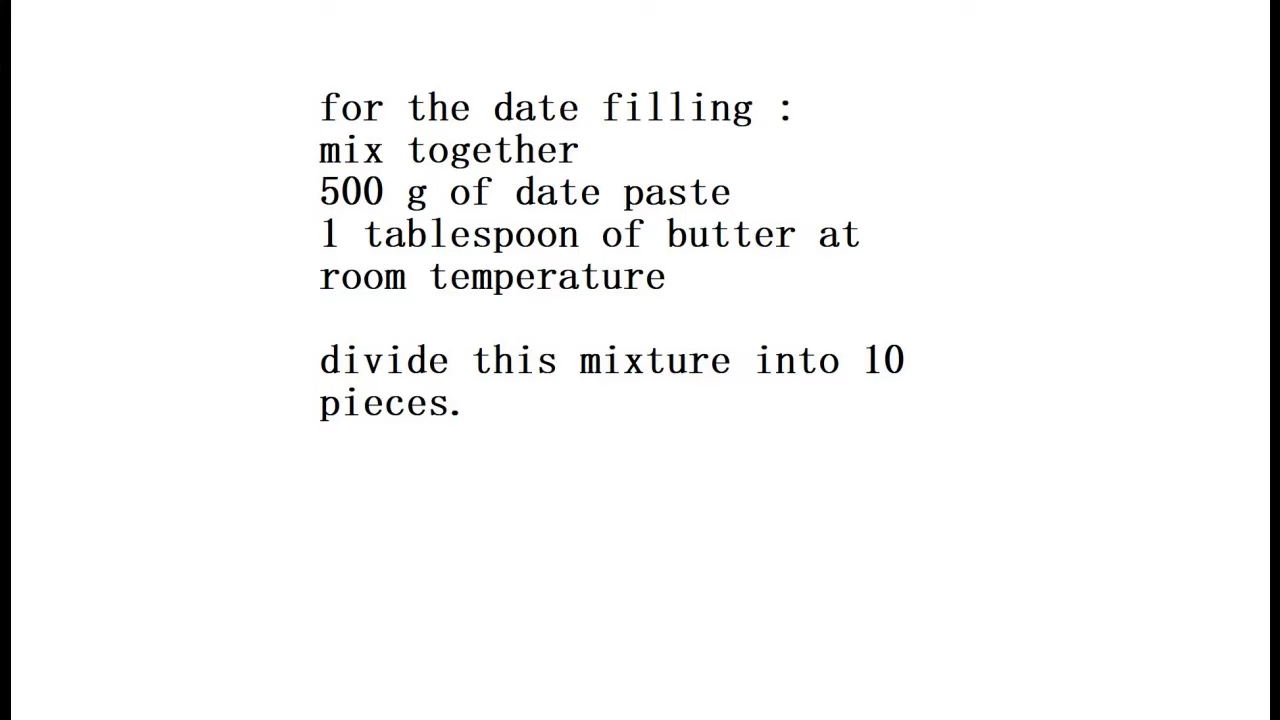 for the date filling :
mix together
500 g of date paste
1 tablespoon of butter at
room temperature
divide this mixture into 10
pieces.